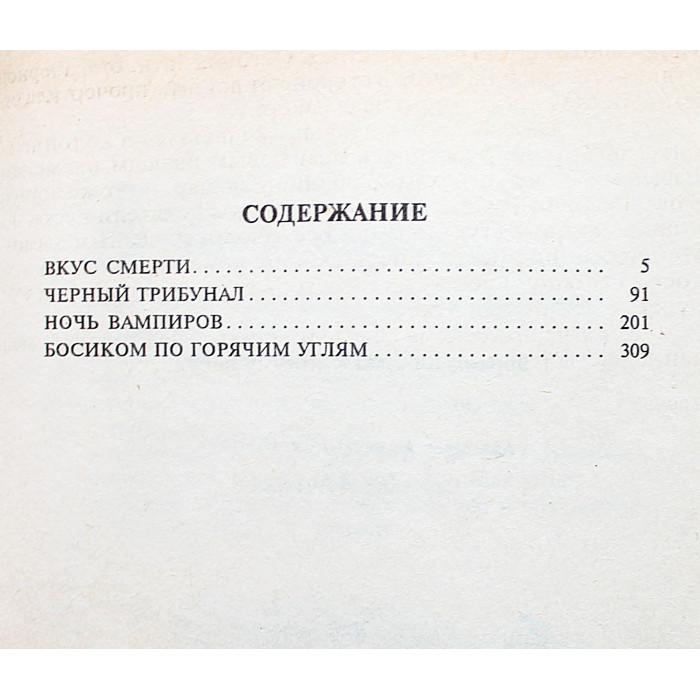 СОДЕРЖАНИЕ
ВКУС СМЕРТИ. . . . . . . . . . . . . . . . . . . . . . . . . . . . . . . . . . 5
ЧЕРНЫЙ ТРИБУНАЛ . . . . . . . . . . . . . . . . . . . . . . . . . . . . . 91
НОЧЬ ВАМПИРОВ. . . . . . . . . . . . . . . . . . . . . . . . . . . . . . . 201
БОСИКОМ ПО ГОРЯЧИМ УГЛЯМ . . . . . . . . . . . . . . . . . . . 309